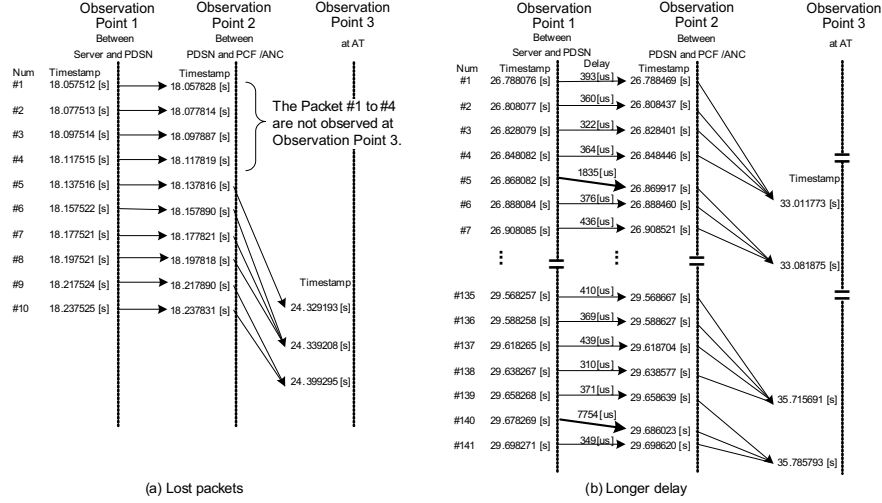 Observation Point 1
Between Server and PDSN
Observation Point 2
Between PDSN and PCF /ANC
Observation Point 3
at AT
Num Timestamp Timestamp
#1 18.057512 [s] 18.057828 [s]
#2 18.077513 [s] 18.077814 [s]
#3 18.097514 [s] 18.097887 [s]
#4 18.117515 [s] 18.117819 [s]
#5 18.137516 [s] 18.137816 [s]
#6 18.157522 [s] 18.157890 [s]
#7 18.177521 [s] 18.177821 [s]
#8 18.197521 [s] 18.197818 [s]
#9 18.217524 [s] 18.217890 [s]
#10 18.237525 [s] 18.237831 [s]
The Packet #1 to #4
are not observed at
Observation Point 3.
Timestamp
24.329193 [s]
24.339208 [s]
24.399295 [s]
(a) Lost packets
Observation Point 1
Between Server and PDSN
Observation Point 2
Between PDSN and PCF /ANC
Observation Point 3
at AT
Num Timestamp Delay Timestamp
#1 26.788076 [s] 393[us] 26.788469 [s]
#2 26.808077 [s] 360[us] 26.808437 [s]
#3 26.828079 [s] 322[us] 26.828401 [s]
#4 26.848082 [s] 364[us] 26.848446 [s]
#5 26.868082 [s] 1835[us] 26.869917 [s]
#6 26.888084 [s] 376[us] 26.888460 [s]
#7 26.908085 [s] 436[us] 26.908521 [s]
Timestamp
33.011773 [s]
33.081875 [s]
... ...
#135 29.568257 [s] 410[us] 29.568667 [s]
#136 29.588258 [s] 369[us] 29.588627 [s]
#137 29.618265 [s] 439[us] 29.618704 [s]
#138 29.638267 [s] 310[us] 29.638577 [s]
#139 29.658268 [s] 371[us] 29.658639 [s]
#140 29.678269 [s] 7754[us] 29.686023 [s]
#141 29.698271 [s] 349[us] 29.698620 [s]
35.715691 [s]
35.785793 [s]
(b) Longer delay